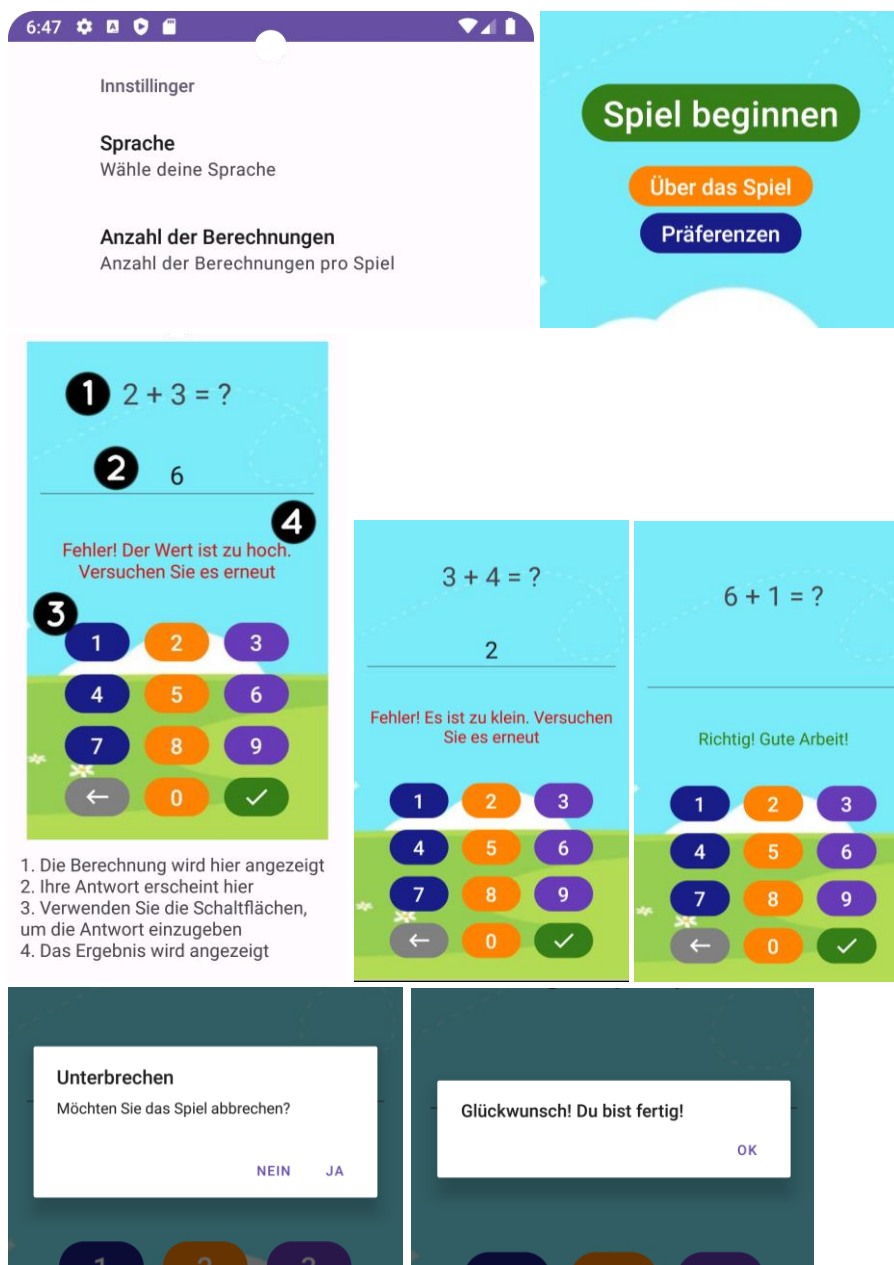 6:47
Innstillinger
Sprache
Wähle deine Sprache
Anzahl der Berechnungen
Anzahl der Berechnungen pro Spiel
Spiel beginnen
Über das Spiel
Präferenzen
1 2 + 3 = ?
2 6
4
Fehler! Der Wert ist zu hoch.
Versuchen Sie es erneut
3
1 2 3
4 5 6
7 8 9
← 0 ✓
1. Die Berechnung wird hier angezeigt
2. Ihre Antwort erscheint hier
3. Verwenden Sie die Schaltflächen,
um die Antwort einzugeben
4. Das Ergebnis wird angezeigt
3 + 4 = ?
2
Fehler! Es ist zu klein. Versuchen
Sie es erneut
1 2 3
4 5 6
7 8 9
← 0 ✓
6 + 1 = ?
Richtig! Gute Arbeit!
1 2 3
4 5 6
7 8 9
← 0 ✓
Unterbrechen
Möchten Sie das Spiel abbrechen?
NEIN JA
Glückwunsch! Du bist fertig!
OK